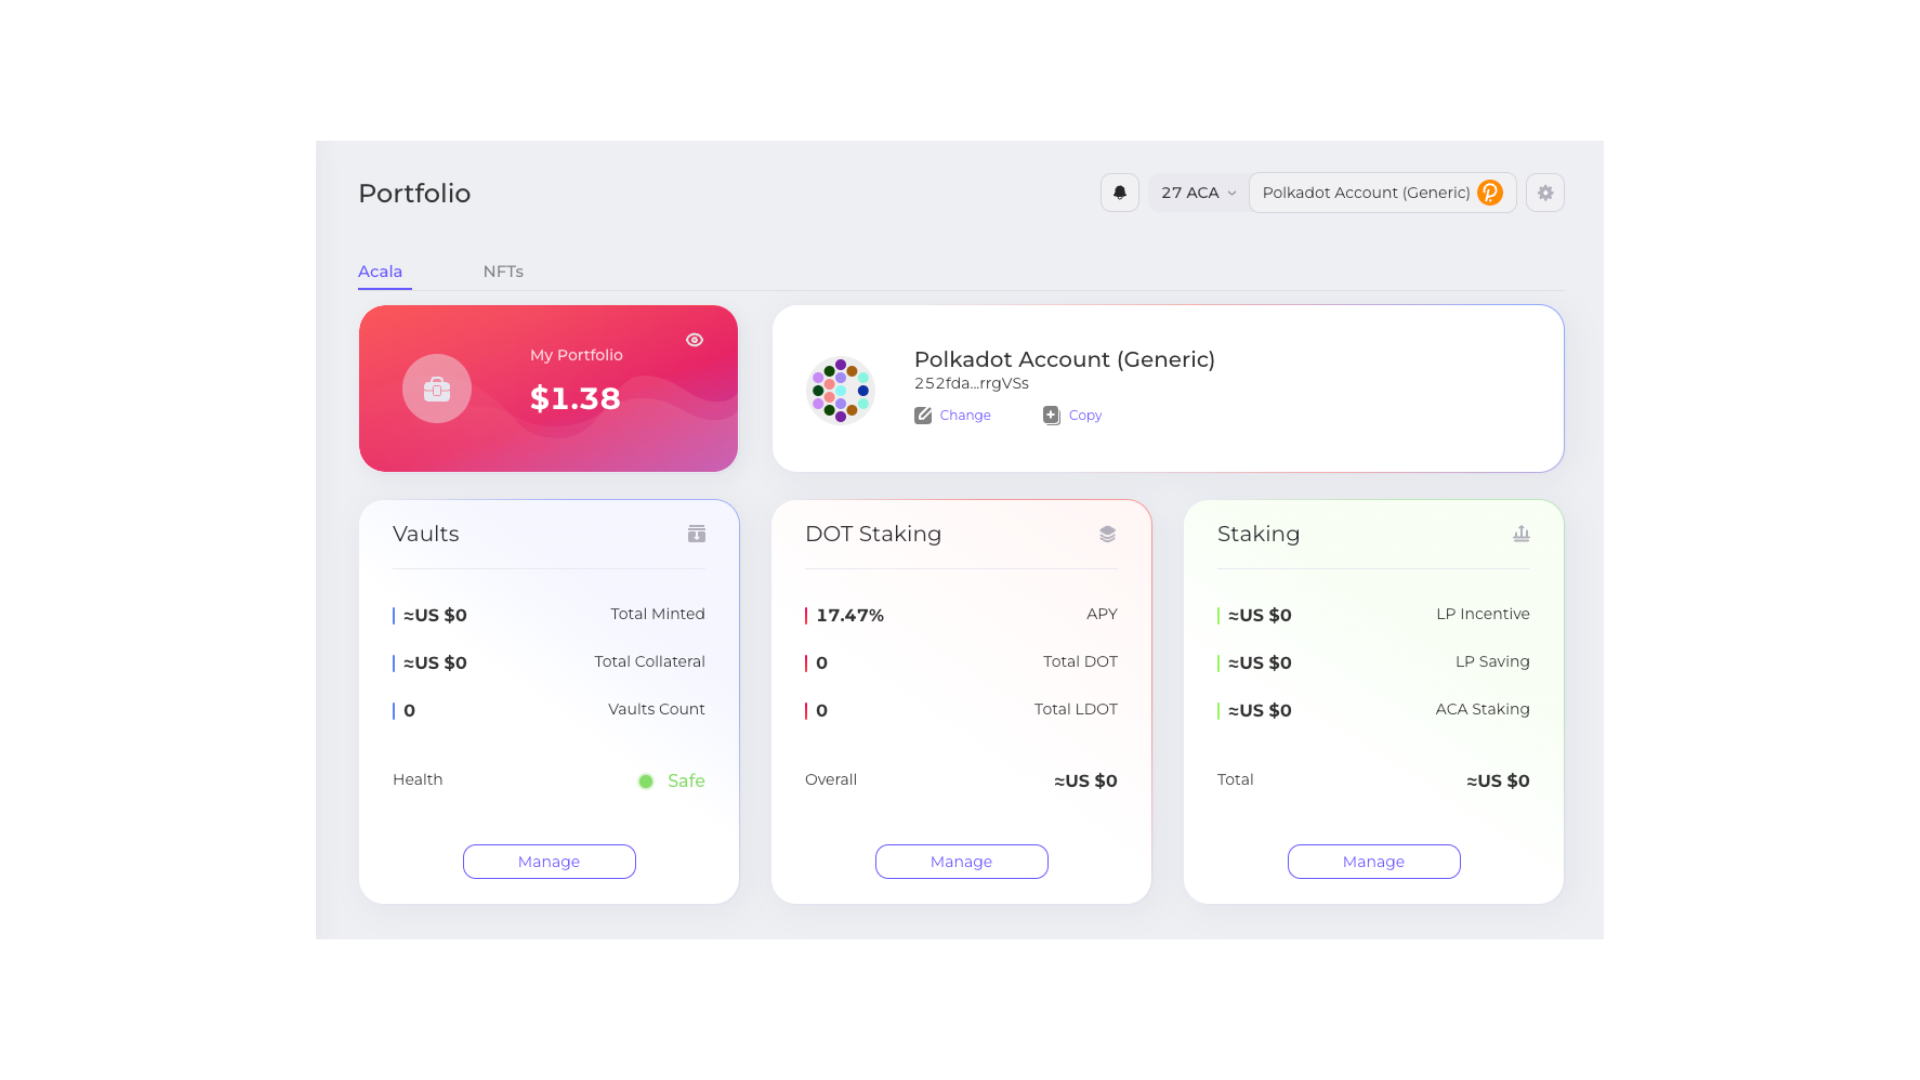 Portfolio
27 ACA
Polkadot Account (Generic)
Acala
NFTs
My Portfolio
$1.38
Polkadot Account (Generic)
252fda...rrgVSs
Change
Copy
Vaults
≈US $0 Total Minted
≈US $0 Total Collateral
0 Vaults Count
Health Safe
Manage
DOT Staking
17.47% APY
0 Total DOT
0 Total LDOT
Overall ≈US $0
Manage
Staking
≈US $0 LP Incentive
≈US $0 LP Saving
≈US $0 ACA Staking
Total ≈US $0
Manage